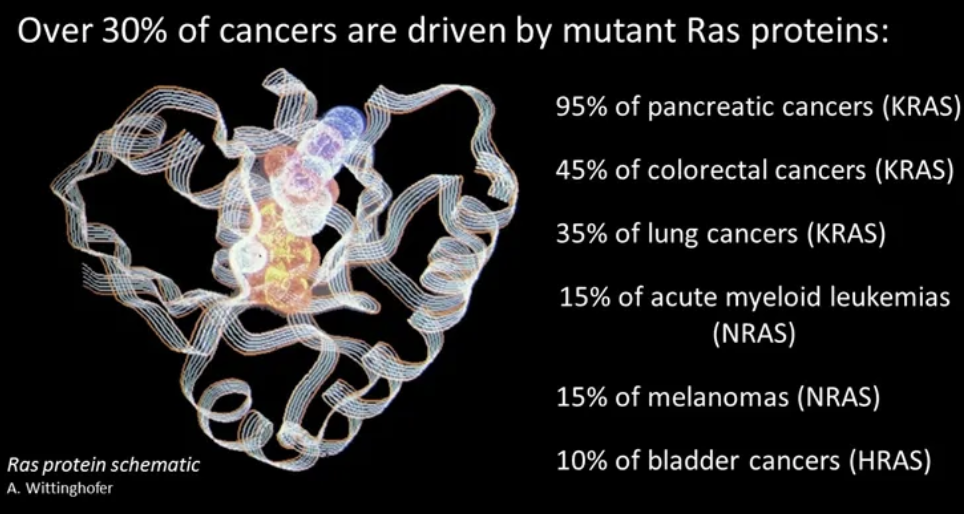 Over 30% of cancers are driven by mutant Ras proteins:
95% of pancreatic cancers (KRAS)
45% of colorectal cancers (KRAS)
35% of lung cancers (KRAS)
15% of acute myeloid leukemias
(NRAS)
15% of melanomas (NRAS)
10% of bladder cancers (HRAS)
Ras protein schematic
A. Wittinghofer